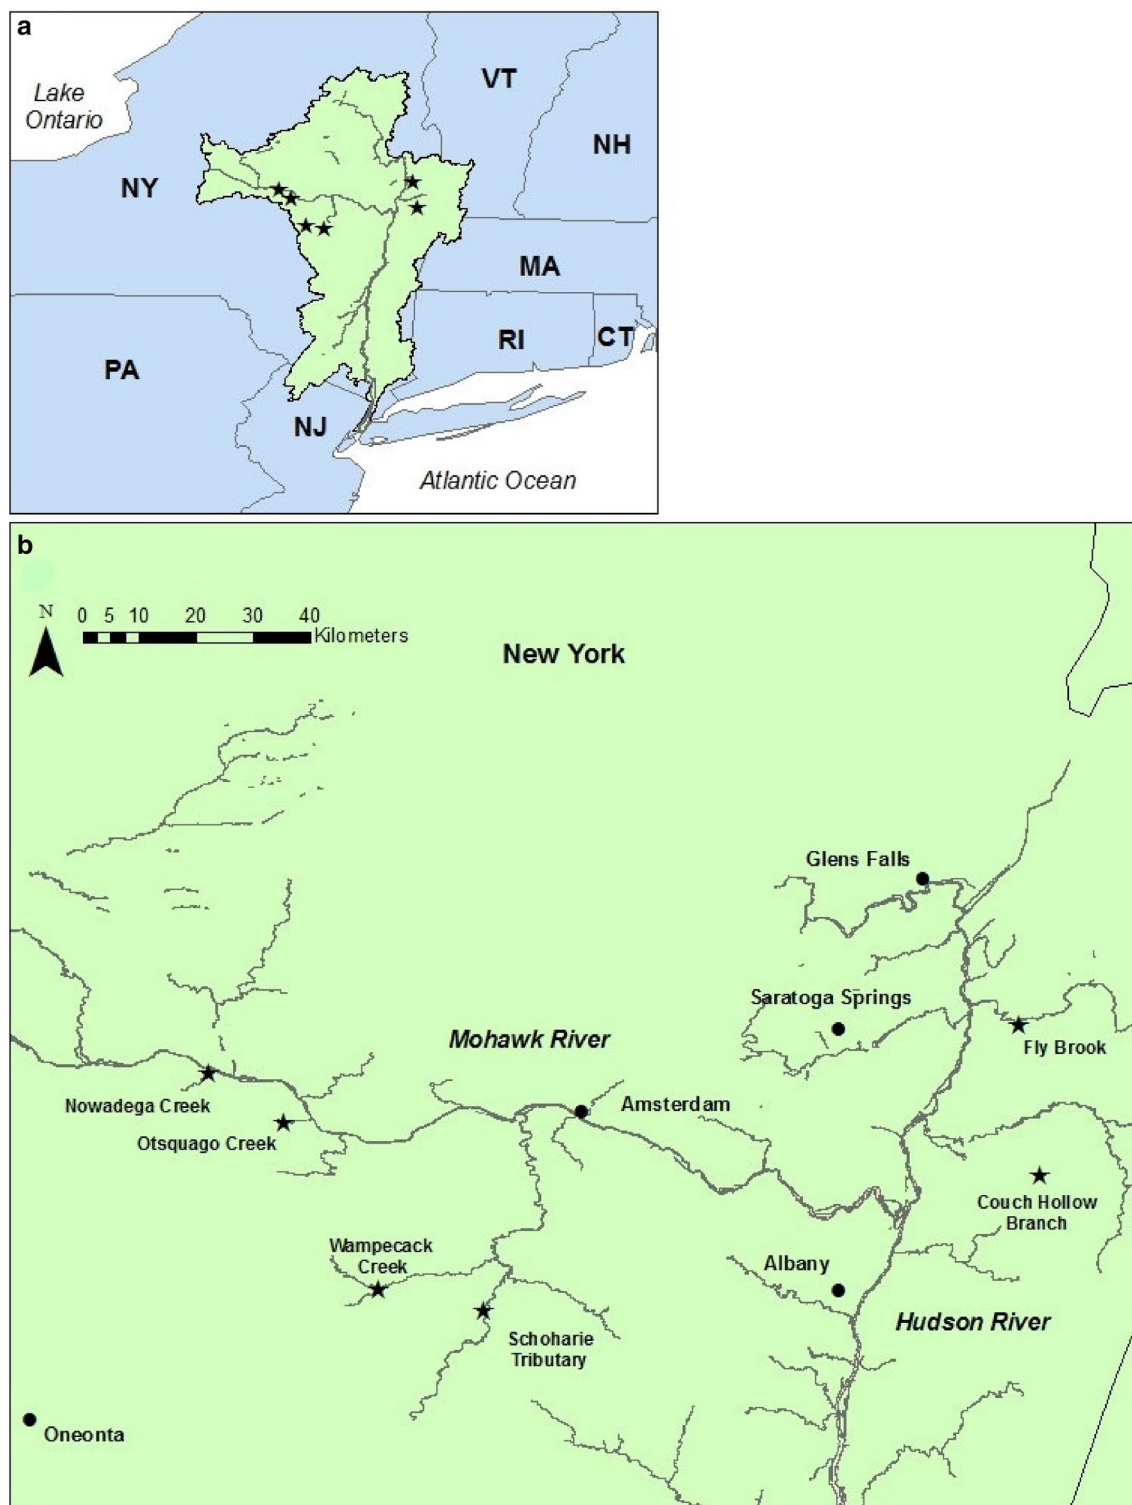 a
Lake
Ontario
VT
NH
NY
MA
RI
CT
PA
NJ
Atlantic Ocean
b
N
0 5 10 20 30 40
Kilometers
New York
Glens Falls
Saratoga Springs
Mohawk River
Fly Brook
Nowadega Creek
Amsterdam
Otsquago Creek
Couch Hollow
Branch
Wampecack
Creek
Albany
Hudson River
Schoharie
Tributary
Oneonta